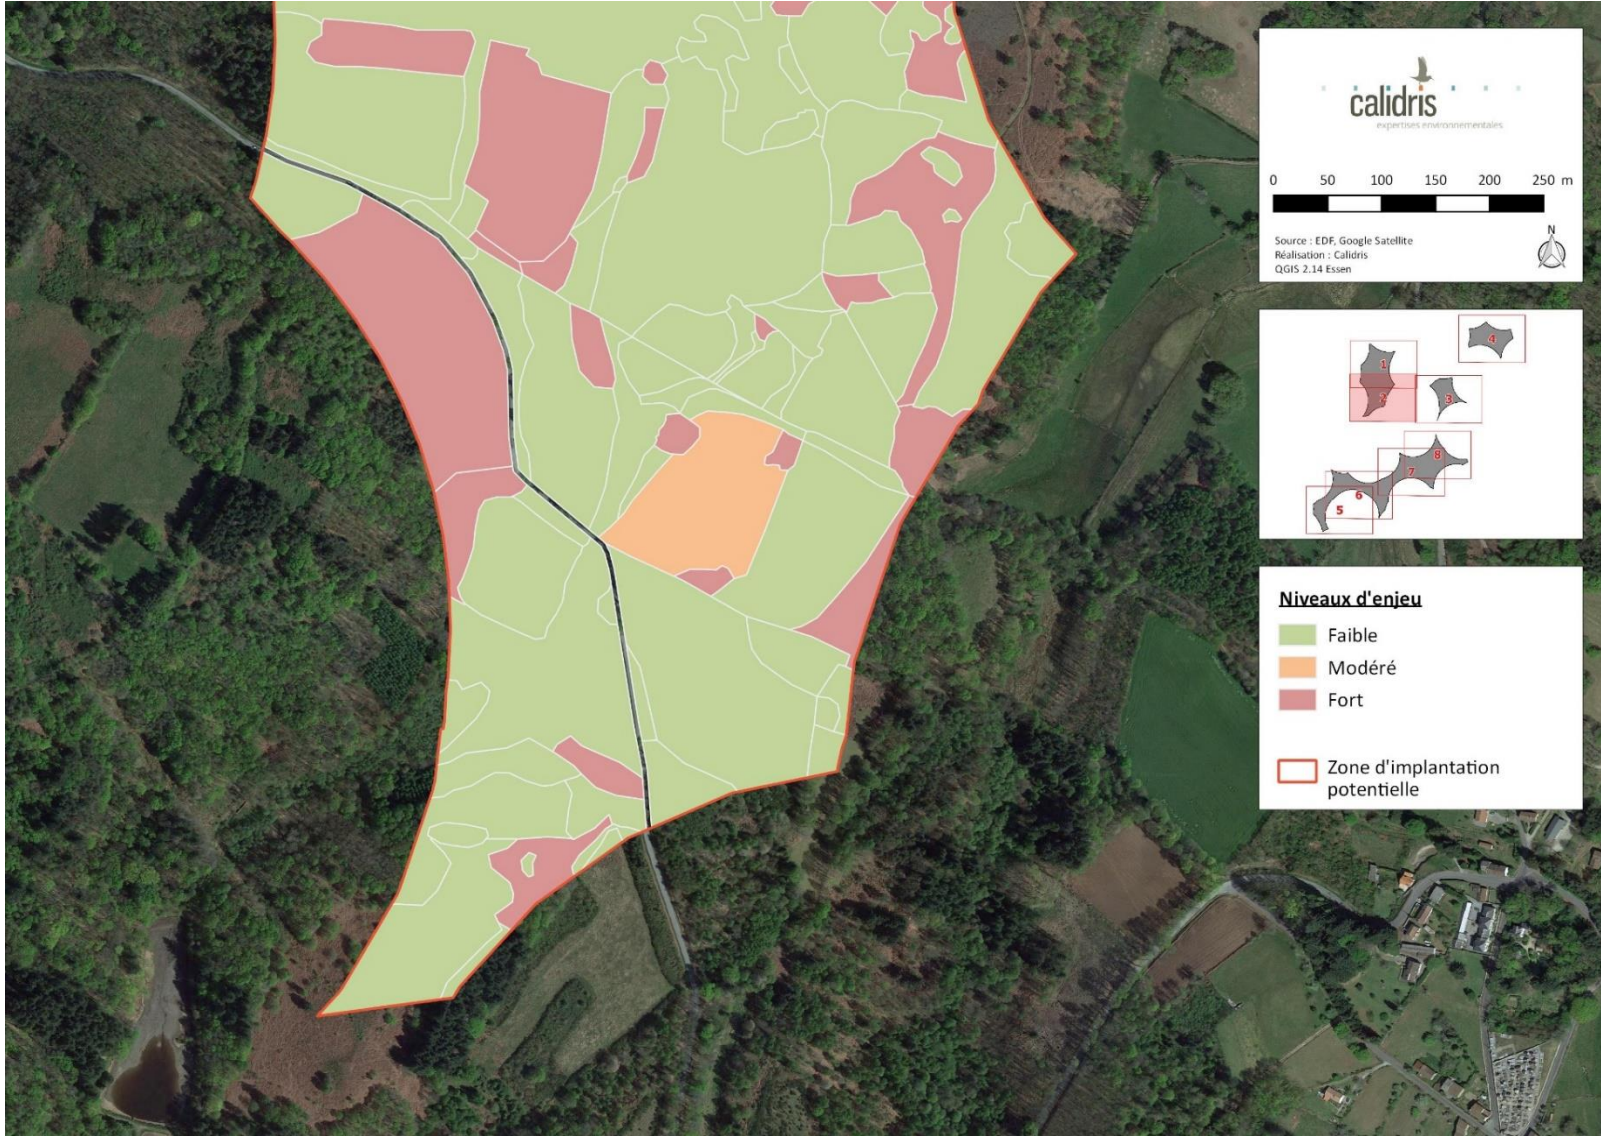 calidris
expertises environnementales
0 50 100 150 200 250 m
Source : EDF, Google Satellite
Réalisation : Calidris
QGIS 2.14 Essen
N
4
1
2
3
8
7
6
5
Niveaux d'enjeu
Faible
Modéré
Fort
Zone d'implantation
potentielle